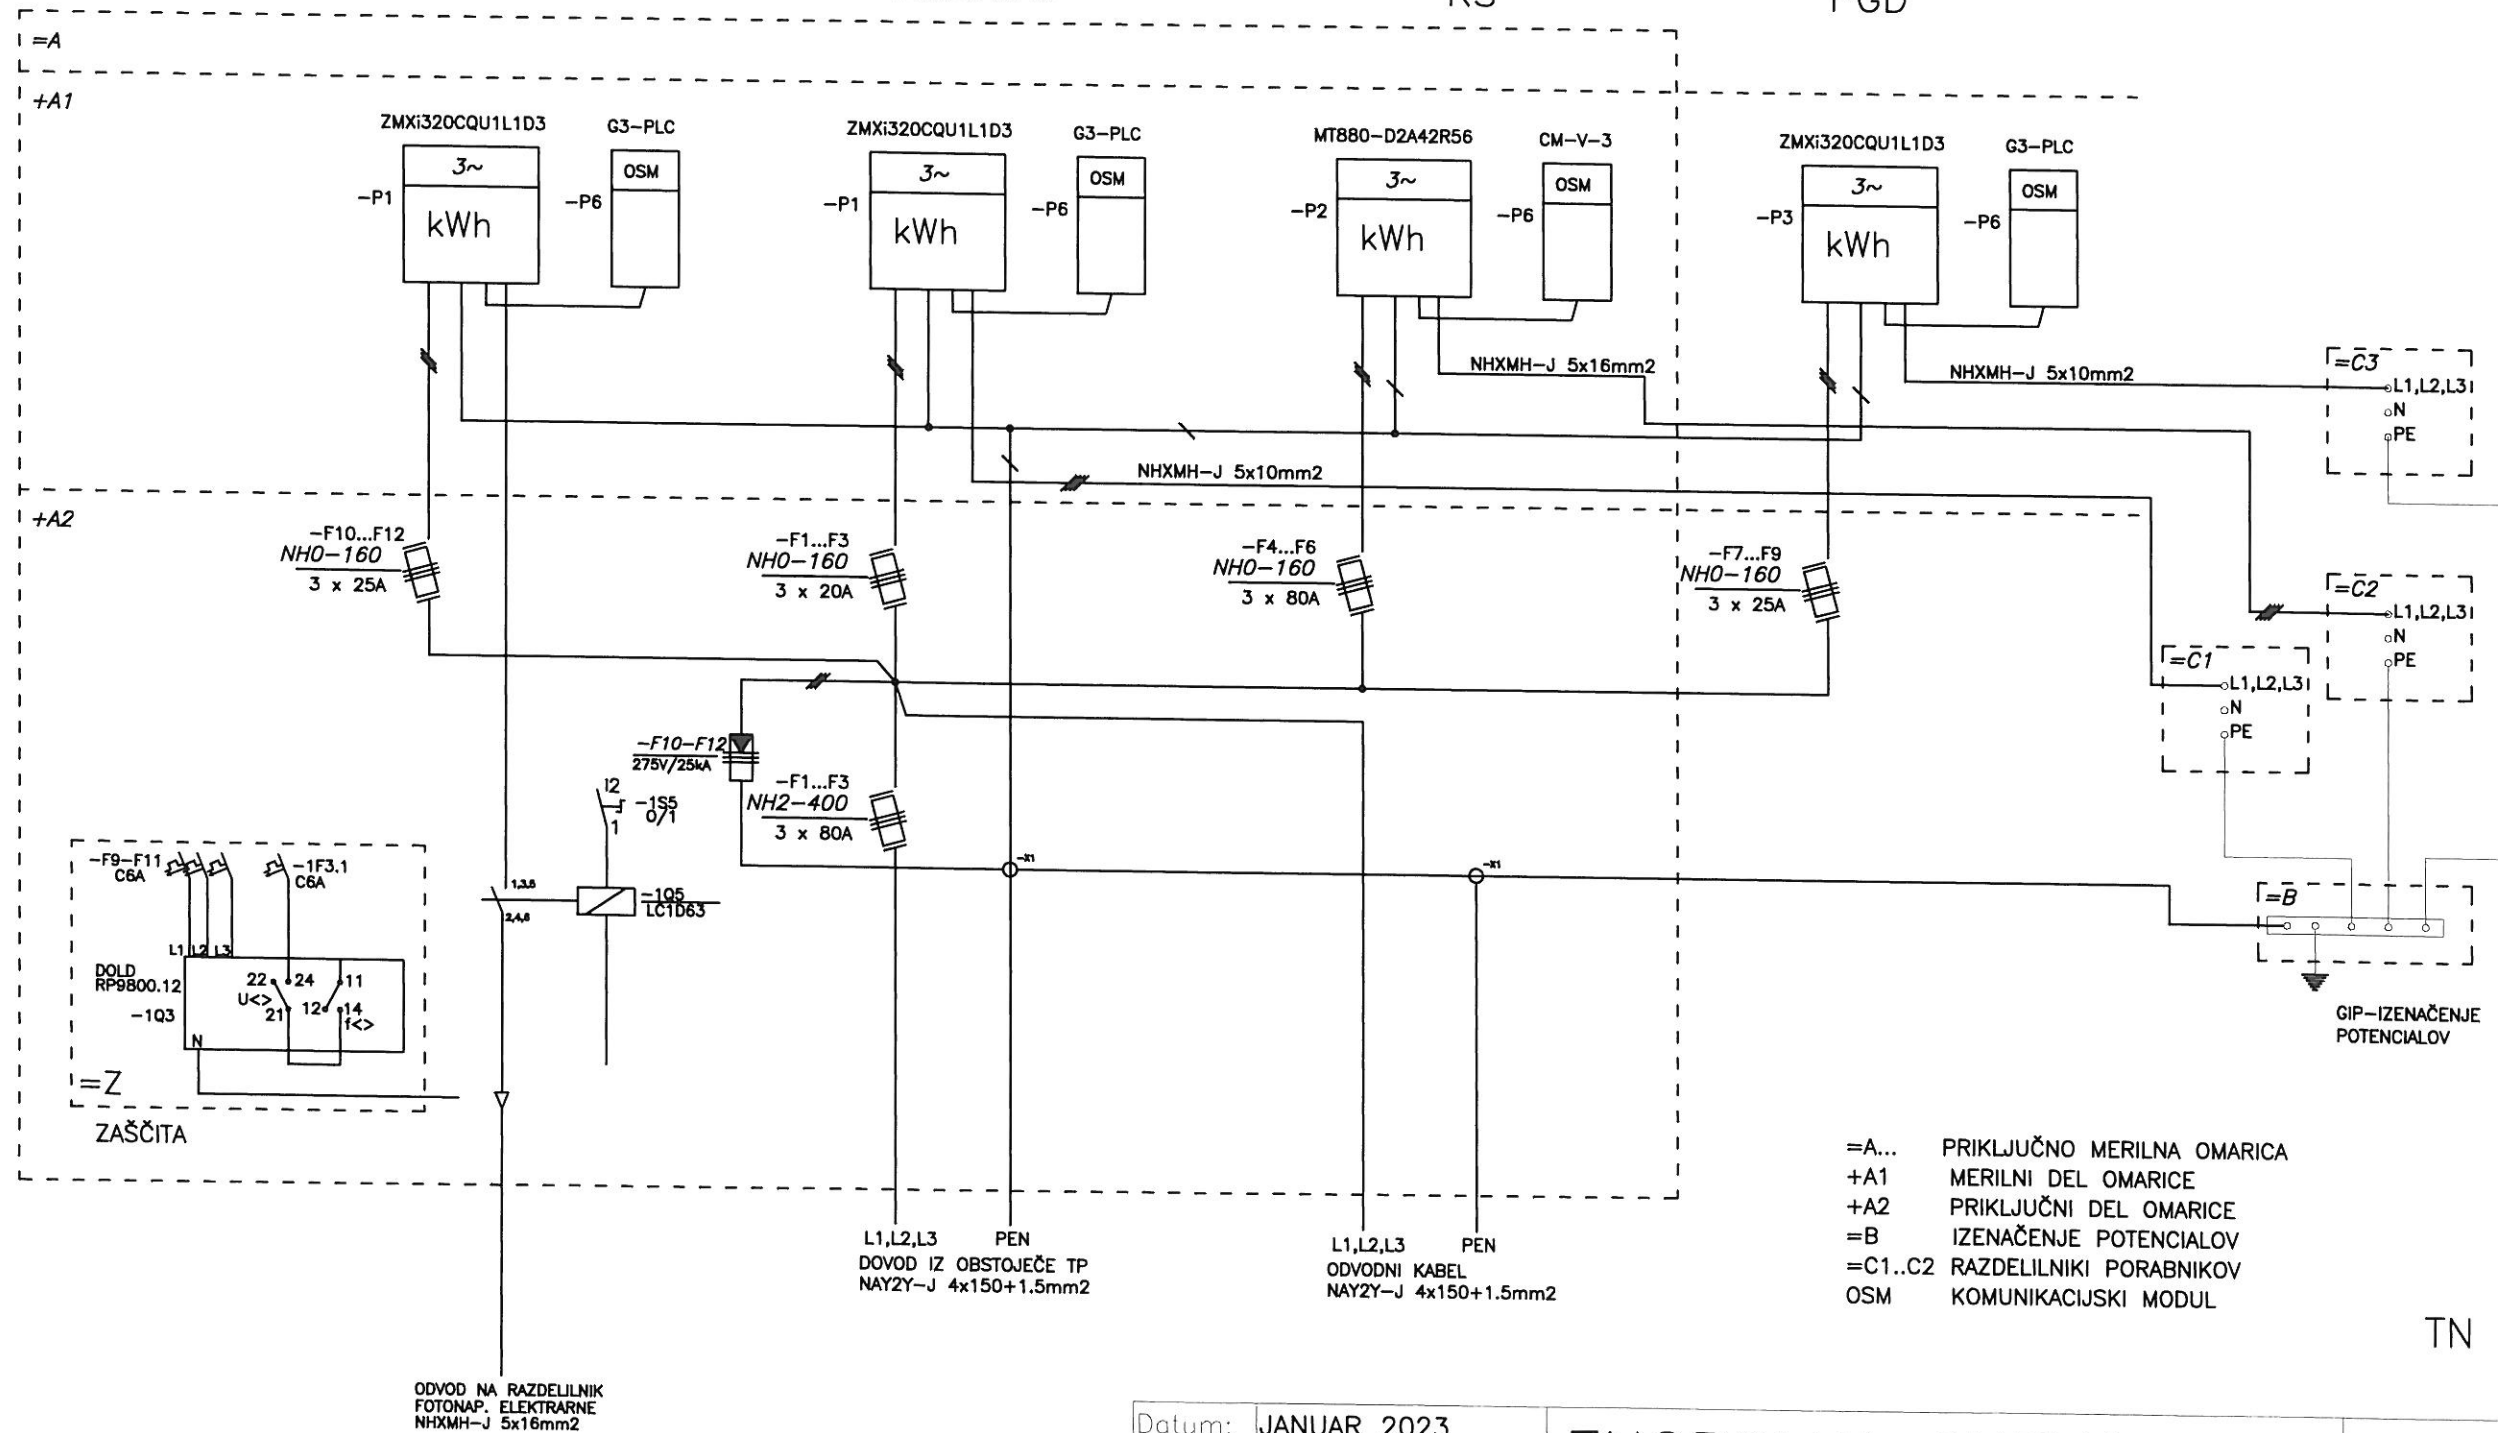 =A
+A1
ZMXi320CQU1L1D3
G3-PLC
3~
OSM
-P1
-P6
kWh
ZMXi320CQU1L1D3
G3-PLC
3~
OSM
-P1
-P6
kWh
MT880-D2A42R56
CM-V-3
3~
OSM
-P2
-P6
kWh
ZMXi320CQU1L1D3
G3-PLC
3~
OSM
-P3
-P6
kWh
NHXMH-J 5x16mm2
NHXMH-J 5x10mm2
NHXMH-J 5x10mm2
=C3
L1,L2,L3
N
PE
+A2
-F10...F12
NH0-160
3 x 25A
-F1...F3
NH0-160
3 x 20A
-F4...F6
NH0-160
3 x 80A
-F7...F9
NH0-160
3 x 25A
=C2
L1,L2,L3
N
PE
=C1
L1,L2,L3
N
PE
-F10-F12
275V/25kA
-F1...F3
NH2-400
3 x 80A
12
-1S5
0/1
1
-X1
-X1
-F9-F11
C6A
-1F3.1
C6A
1,3,5
2,4,6
-1Q5
LC1D63
=B
L1 L2 L3
DOLD
RP9800.12
-1Q3
22 24 11
U<>
21 12 14
f<>
N
=Z
ZAŠČITA
GIP-IZENAČENJE
POTENCIALOV
=A... PRIKLJUČNO MERILNA OMARICA
+A1 MERILNI DEL OMARICE
+A2 PRIKLJUČNI DEL OMARICE
=B IZENAČENJE POTENCIALOV
=C1..C2 RAZDELILNIKI PORABNIKOV
OSM KOMUNIKACIJSKI MODUL
L1,L2,L3 PEN
DOVOD IZ OBSTOJEČE TP
NAY2Y-J 4x150+1.5mm2
L1,L2,L3 PEN
ODVODNI KABEL
NAY2Y-J 4x150+1.5mm2
TN
ODVOD NA RAZDELILNIK
FOTONAP. ELEKTRARNE
NHXMH-J 5x16mm2
Datum: JANUAR 2023